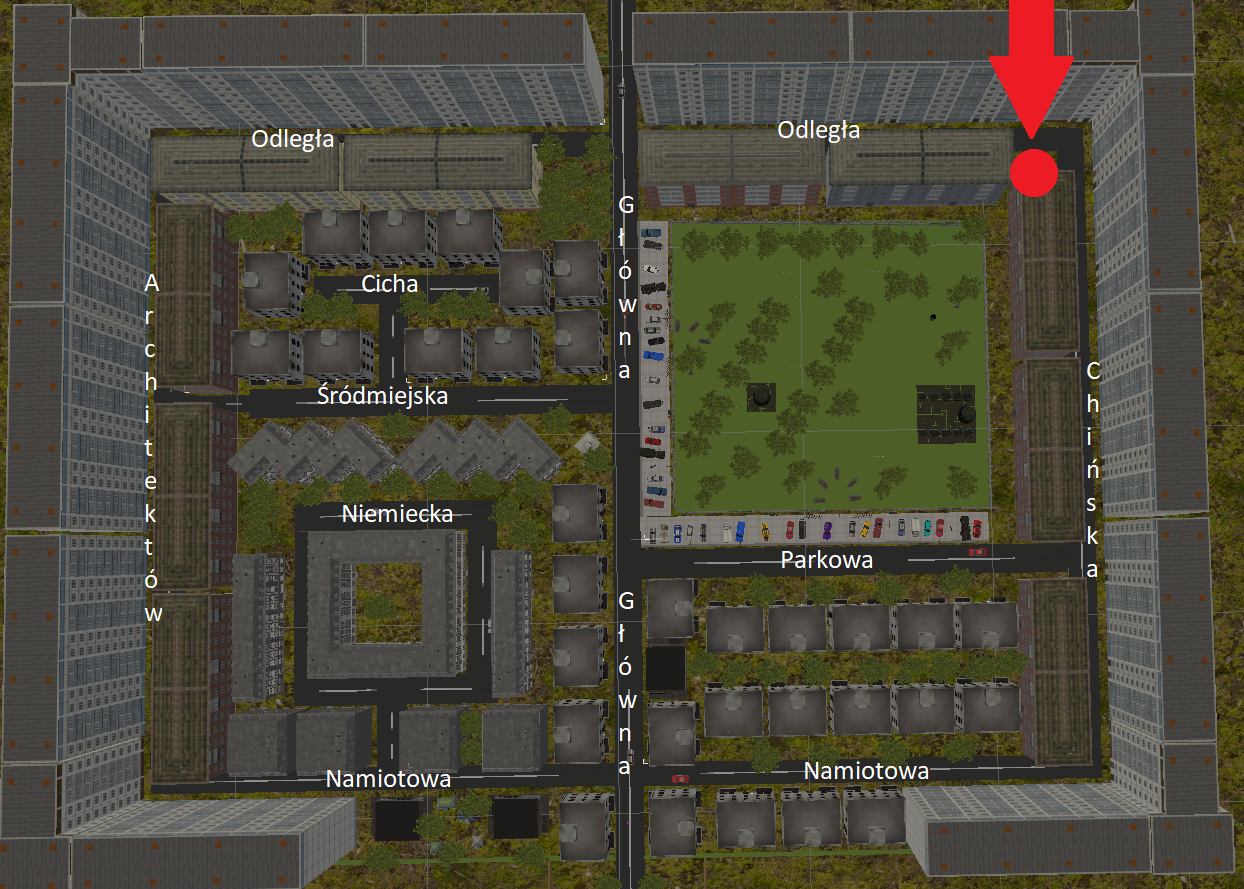 Odległa
Odległa
Główna
Architektów
Cicha
Śródmiejska
Chińska
Niemiecka
Parkowa
Główna
Namiotowa
Namiotowa